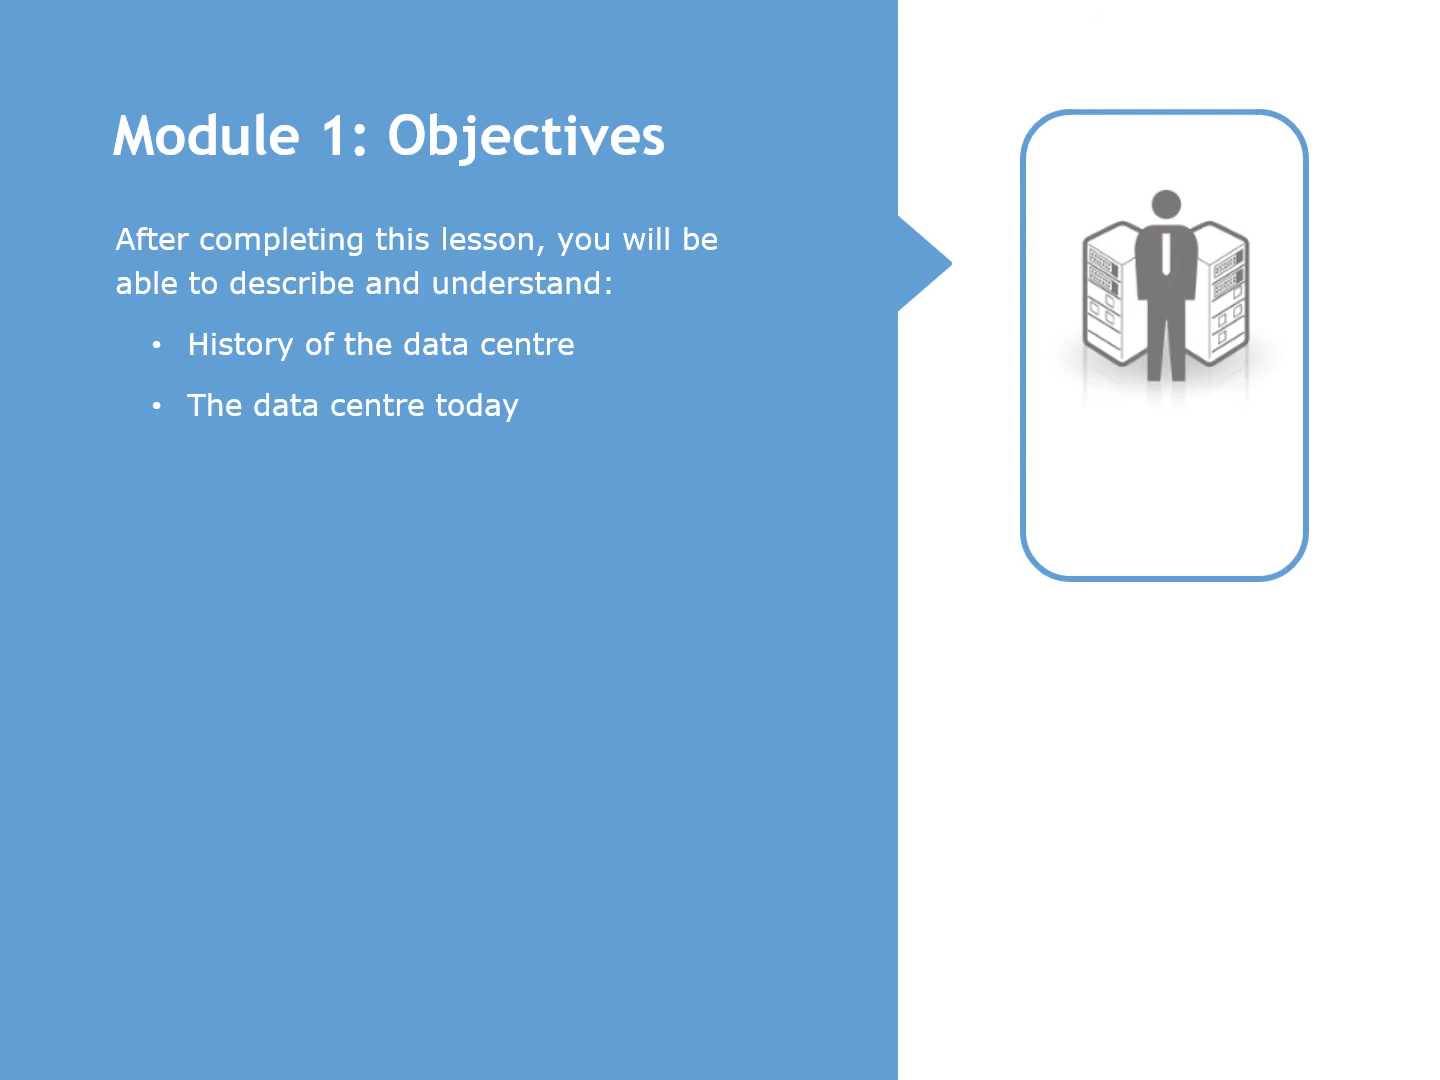 Module 1: Objectives
After completing this lesson, you will be
able to describe and understand:
• History of the data centre
• The data centre today